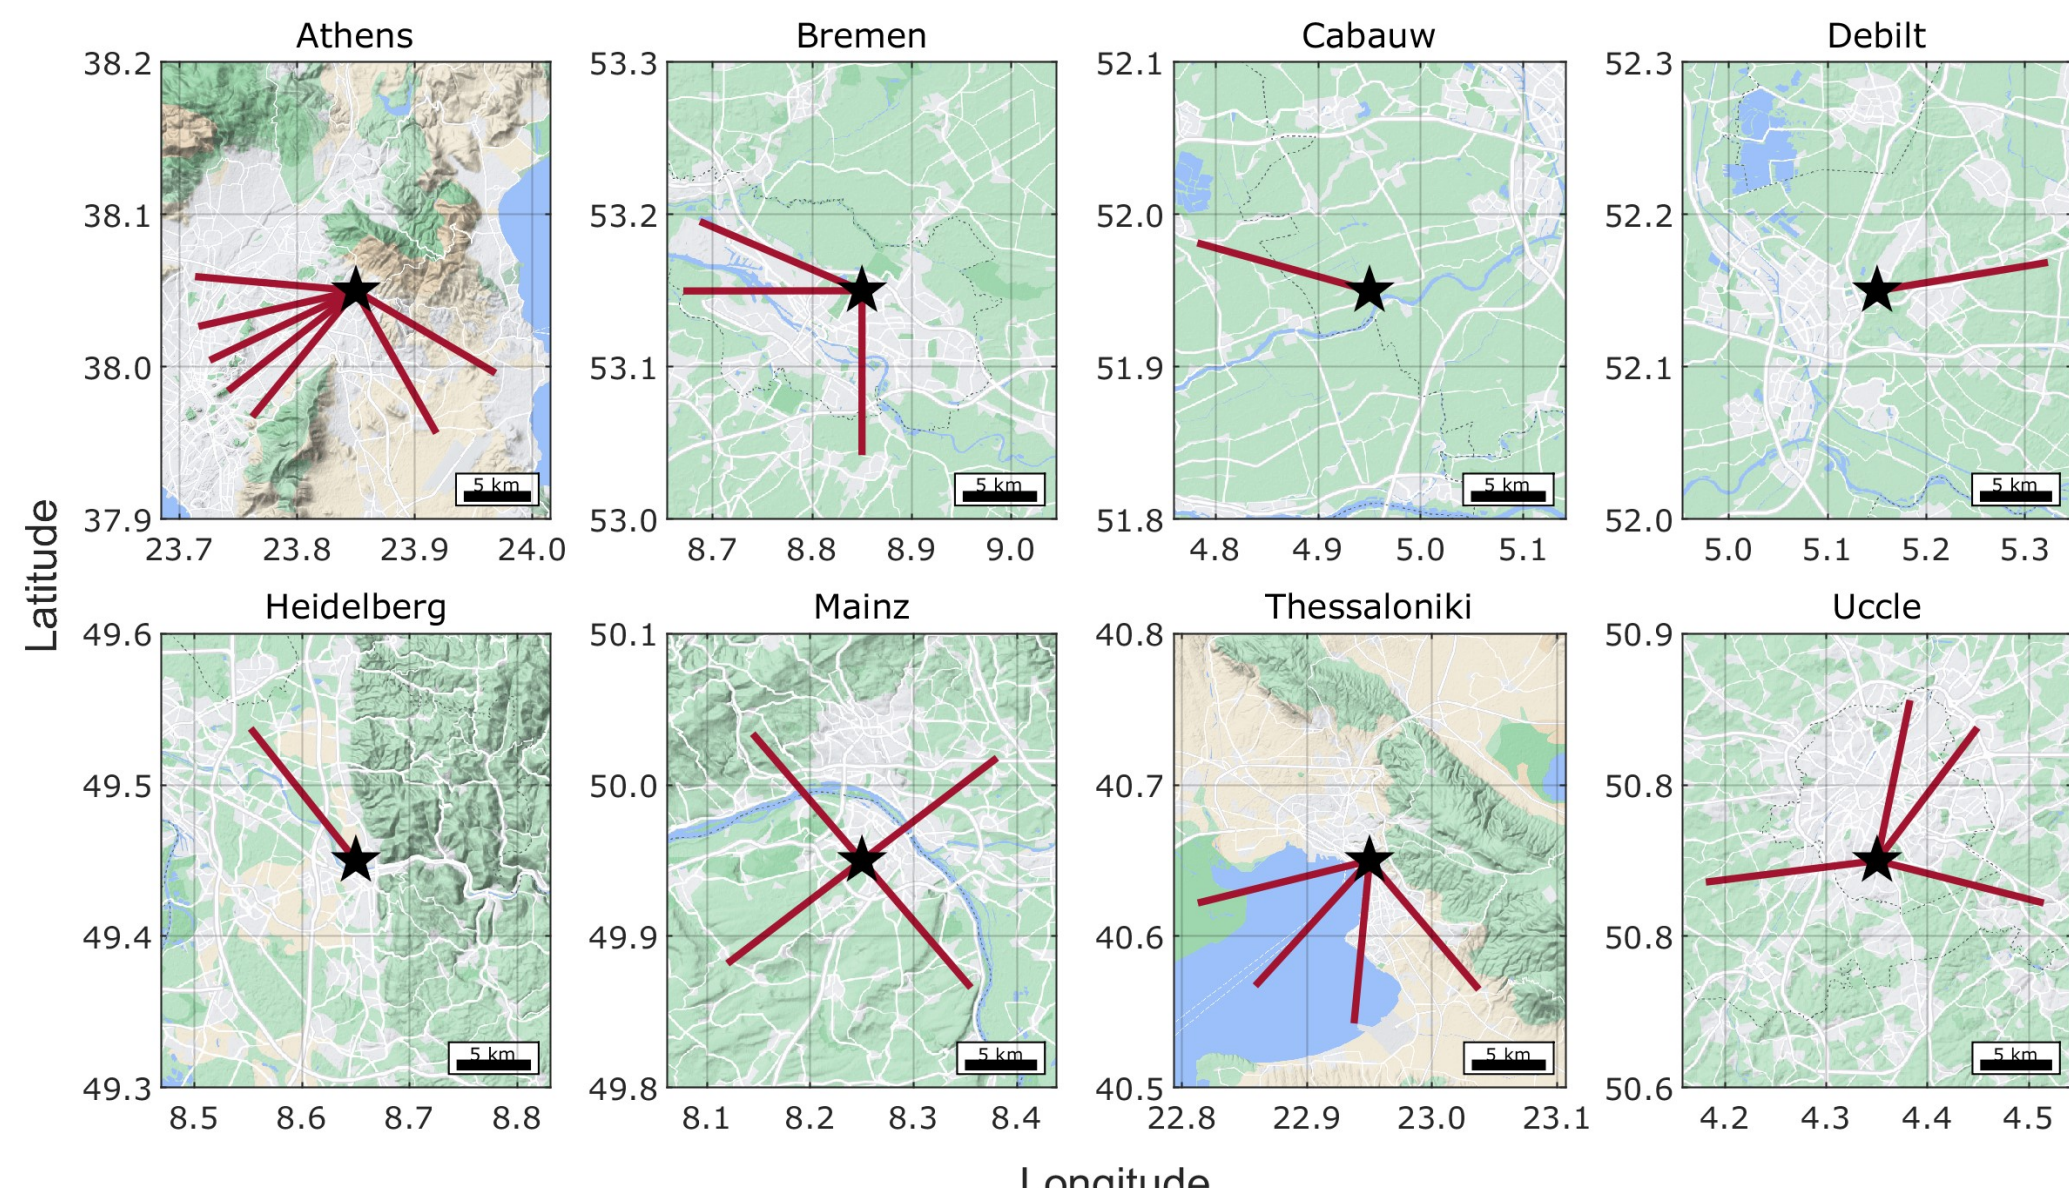 Athens
Bremen
Cabauw
Debilt
38.2
38.1
38.0
37.9
53.3
53.2
53.1
53.0
52.1
52.0
51.9
51.8
52.3
52.2
52.1
52.0
5 km
5 km
5 km
5 km
23.7 23.8 23.9 24.0
8.7 8.8 8.9 9.0
4.8 4.9 5.0 5.1
5.0 5.1 5.2 5.3
Latitude
Heidelberg
Mainz
Thessaloniki
Uccle
49.6
49.5
49.4
49.3
50.1
50.0
49.9
49.8
40.8
40.7
40.6
40.5
50.9
50.8
50.8
50.6
5 km
5 km
5 km
5 km
8.5 8.6 8.7 8.8
8.1 8.2 8.3 8.4
22.8 22.9 23.0 23.1
4.2 4.3 4.4 4.5
Longitude